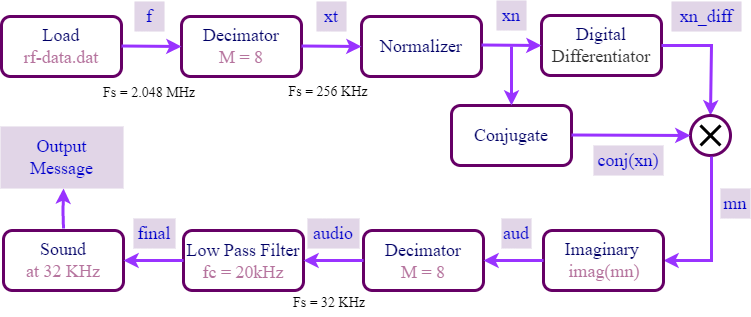 f
xt
xn
xn_diff
Load
rf-data.dat
Decimator
M = 8
Normalizer
Digital
Differentiator
Fs = 2.048 MHz
Fs = 256 KHz
Conjugate
conj(xn)
Output
Message
mn
final
audio
aud
Sound
at 32 KHz
Low Pass Filter
fc = 20kHz
Decimator
M = 8
Imaginary
imag(mn)
Fs = 32 KHz